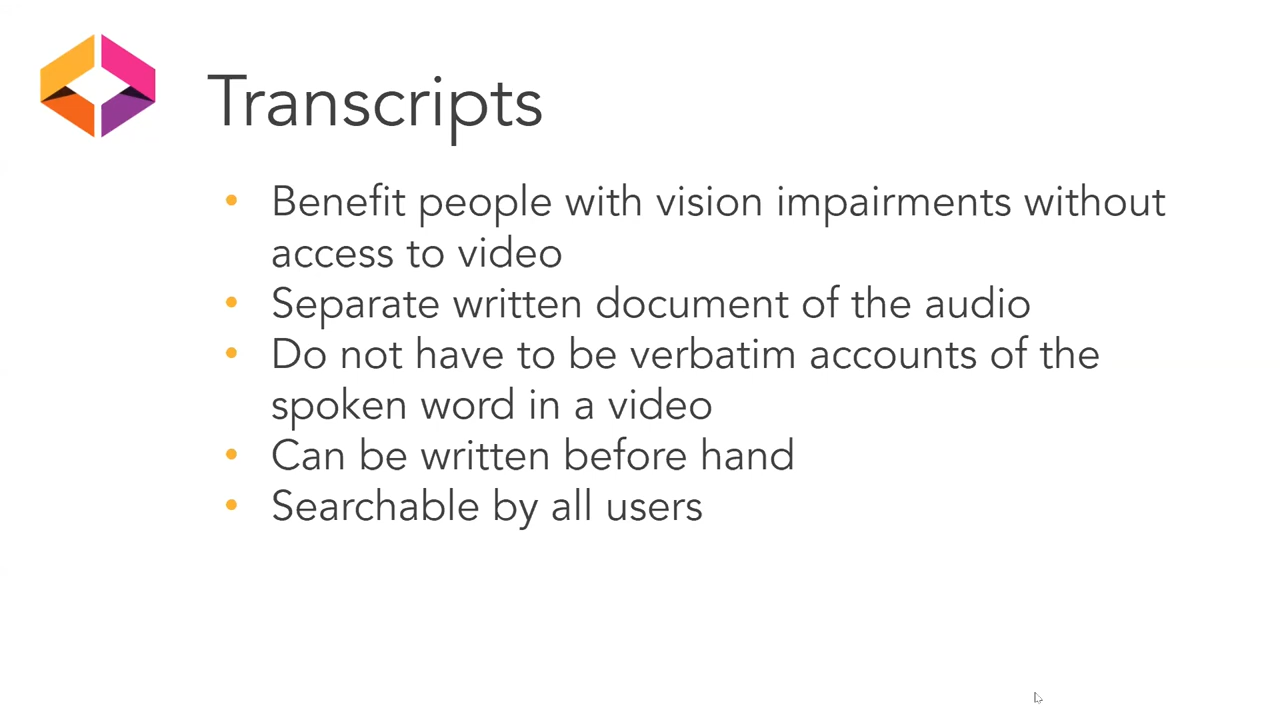 Transcripts
• Benefit people with vision impairments without
access to video
• Separate written document of the audio
• Do not have to be verbatim accounts of the
spoken word in a video
• Can be written before hand
• Searchable by all users